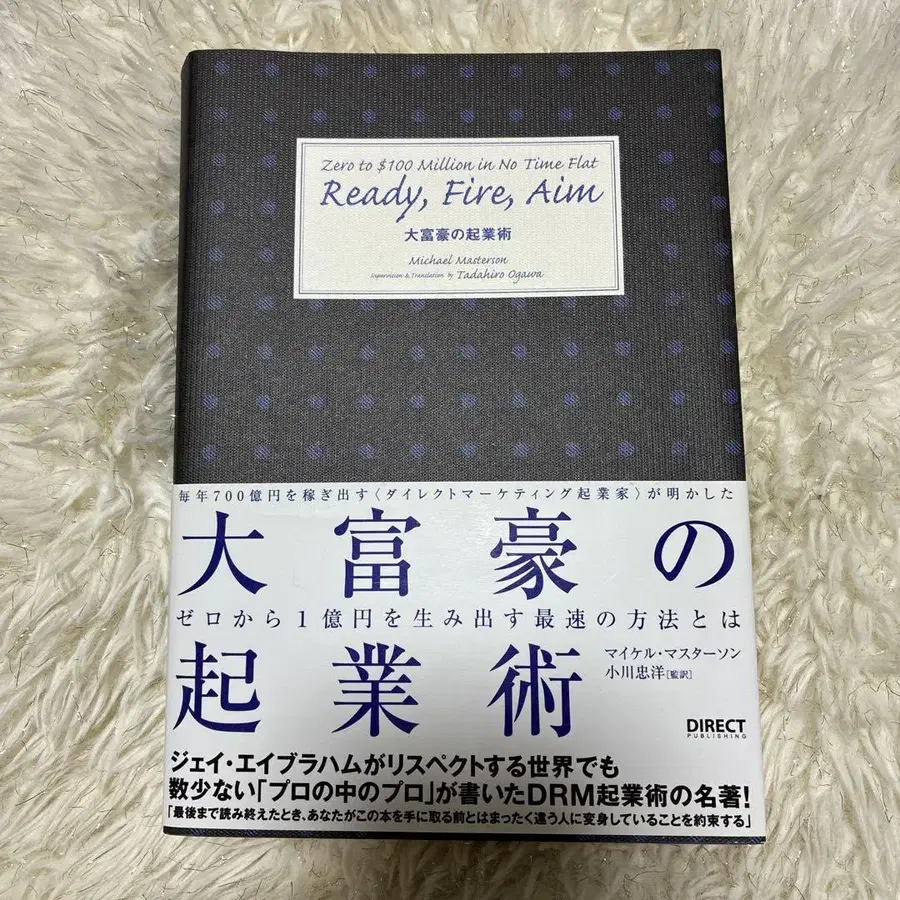 Zero to $100 Million in No Time Flat
Ready, Fire, Aim
大富豪の起業術
Michael Masterson
Supervision & Translation by Tadahiro Ogawa
毎年700億円を稼ぎ出す〈ダイレクトマーケティング起業家〉が明かした
大富豪の
ゼロから1億円を生み出す最速の方法とは
起業術
マイケル・マスターソン
小川忠洋[監訳]
DIRECT
PUBLISHING
ジェイ・エイブラハムがリスペクトする世界でも
数少ない「プロの中のプロ」が書いたDRM起業術の名著!
「最後まで読み終えたとき、あなたがこの本を手に取る前とはまったく違う人に変身していることを約束する」